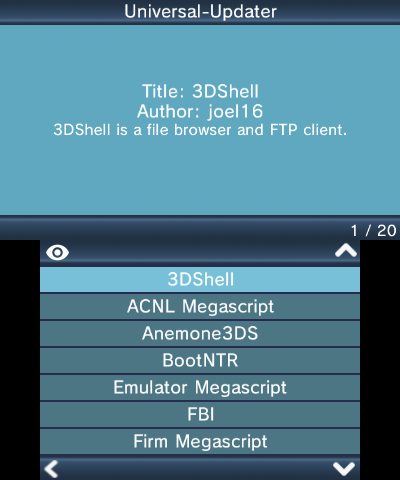 Universal-Updater
Title: 3DShell
Author: joel16
3DShell is a file browser and FTP client.
1 / 20
3DShell
ACNL Megascript
Anemone3DS
BootNTR
Emulator Megascript
FBI
Firm Megascript